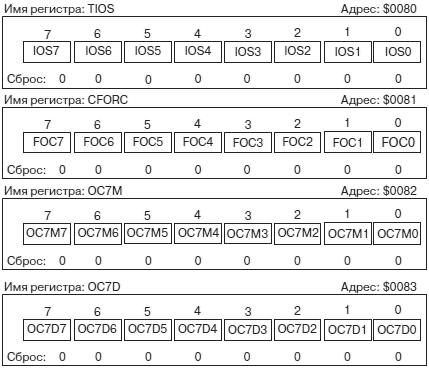 Имя регистра: TIOS Адрес: $0080
7 6 5 4 3 2 1 0
IOS7 IOS6 IOS5 IOS4 IOS3 IOS2 IOS1 IOS0
Сброс: 0 0 0 0 0 0 0 0
Имя регистра: CFORC Адрес: $0081
7 6 5 4 3 2 1 0
FOC7 FOC6 FOC5 FOC4 FOC3 FOC2 FOC1 FOC0
Сброс: 0 0 0 0 0 0 0 0
Имя регистра: OC7M Адрес: $0082
7 6 5 4 3 2 1 0
OC7M7 OC7M6 OC7M5 OC7M4 OC7M3 OC7M2 OC7M1 OC7M0
Сброс: 0 0 0 0 0 0 0 0
Имя регистра: OC7D Адрес: $0083
7 6 5 4 3 2 1 0
OC7D7 OC7D6 OC7D5 OC7D4 OC7D3 OC7D2 OC7D1 OC7D0
Сброс: 0 0 0 0 0 0 0 0